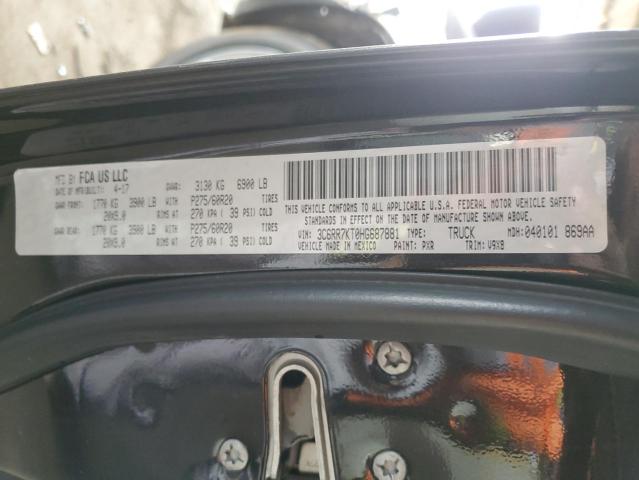 MFD BY FCA US LLC
DATE OF MFR/BUILT: 4-17 GVWR: 3130 KG 6900 LB
GAWR FRONT: 1770 KG 3900 LB WITH P275/60R20 TIRES
20X9.0 RIMS AT 270 KPA ( 39 PSI) COLD
GAWR REAR: 1770 KG 3900 LB WITH P275/60R20 TIRES
20X9.0 RIMS AT 270 KPA ( 39 PSI) COLD
THIS VEHICLE CONFORMS TO ALL APPLICABLE U.S.A. FEDERAL MOTOR VEHICLE SAFETY
STANDARDS IN EFFECT ON THE DATE OF MANUFACTURE SHOWN ABOVE
VIN: 3C6RR7KT0HG687881 TYPE: TRUCK MDH: 040101 869AA
VEHICLE MADE IN MEXICO PAINT: PXR TRIM: V9X8